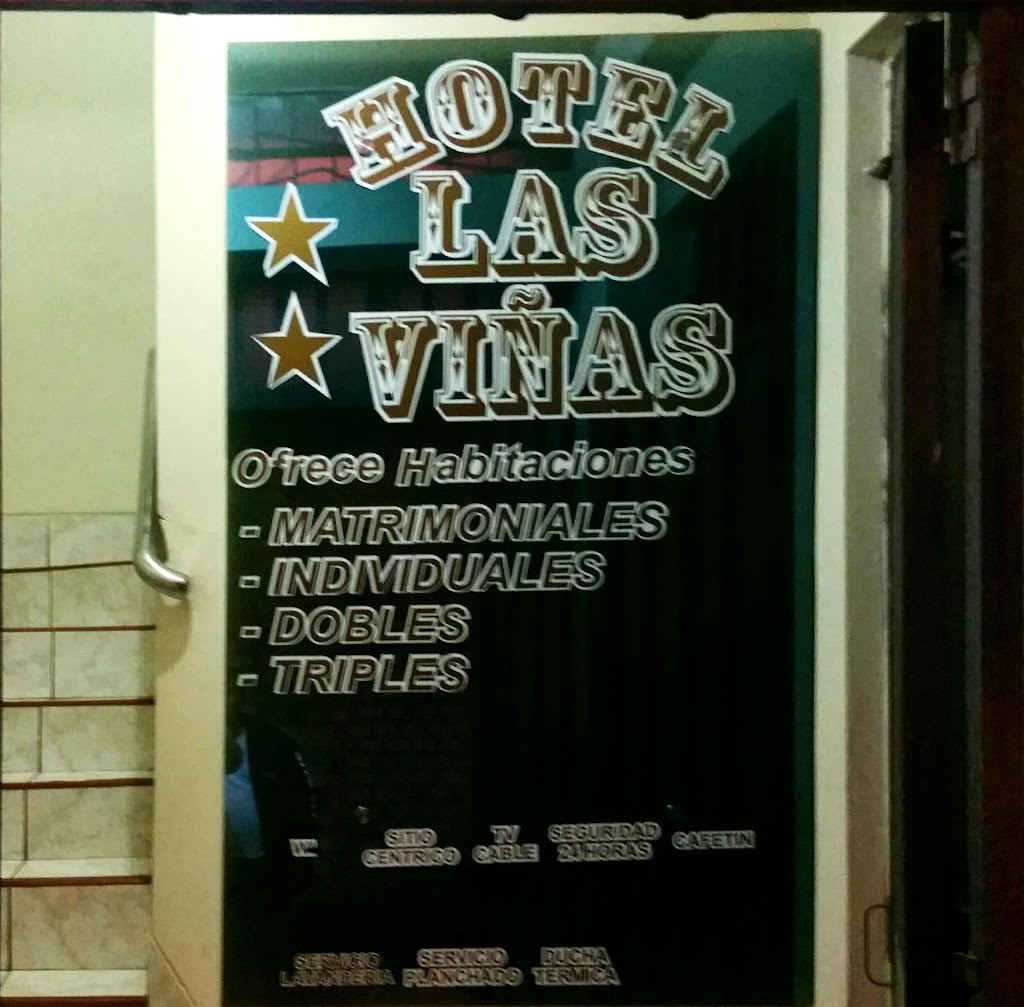 HOTEL
LAS
VIÑAS
Ofrece Habitaciones
- MATRIMONIALES
- INDIVIDUALES
- DOBLES
- TRIPLES
SITIO
CENTRICO
TV
CABLE
SEGURIDAD
24 HORAS
CAFETIN
SERVICIO
LAVANDERIA
SERVICIO
PLANCHADO
DUCHA
TERMICA